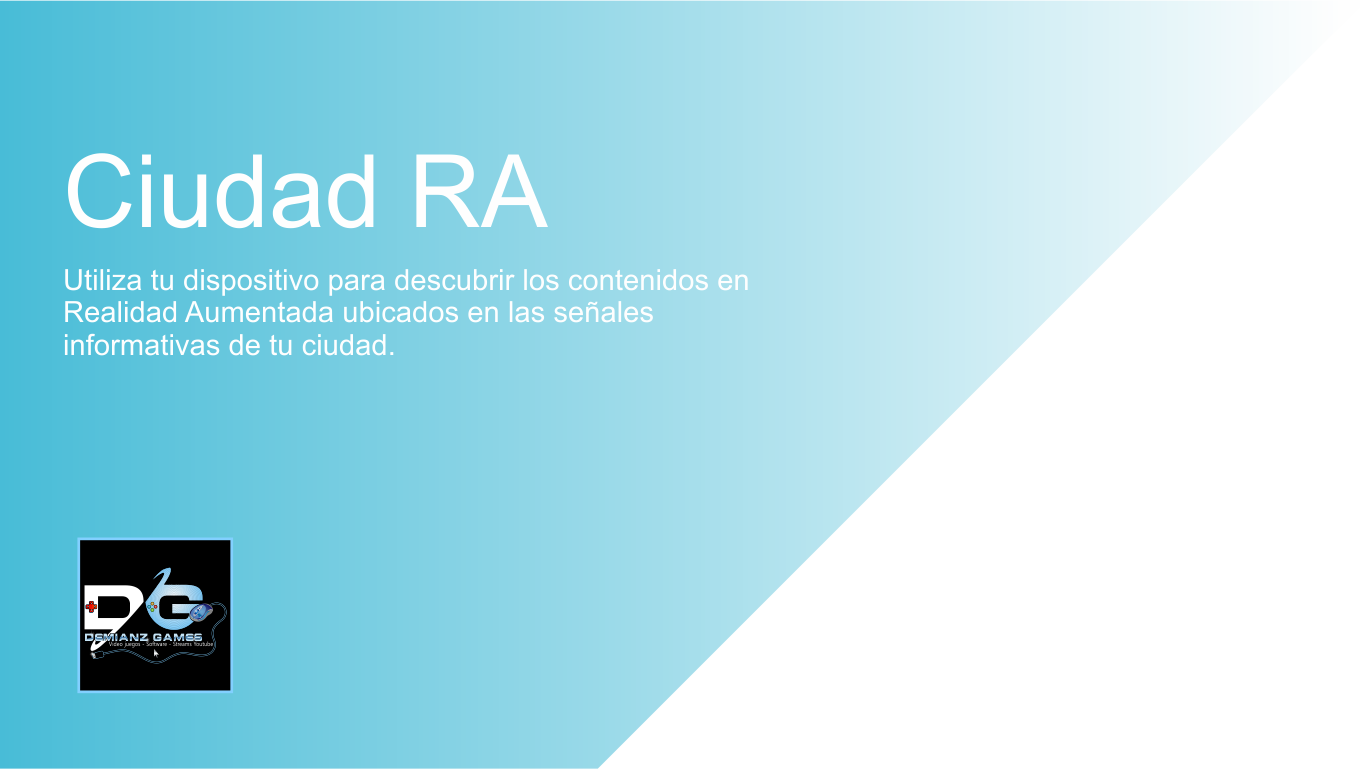 Ciudad RA
Utiliza tu dispositivo para descubrir los contenidos en
Realidad Aumentada ubicados en las señales
informativas de tu ciudad.
DG
DEMIANZ GAMES
Video juegos - Software - Streams Youtube